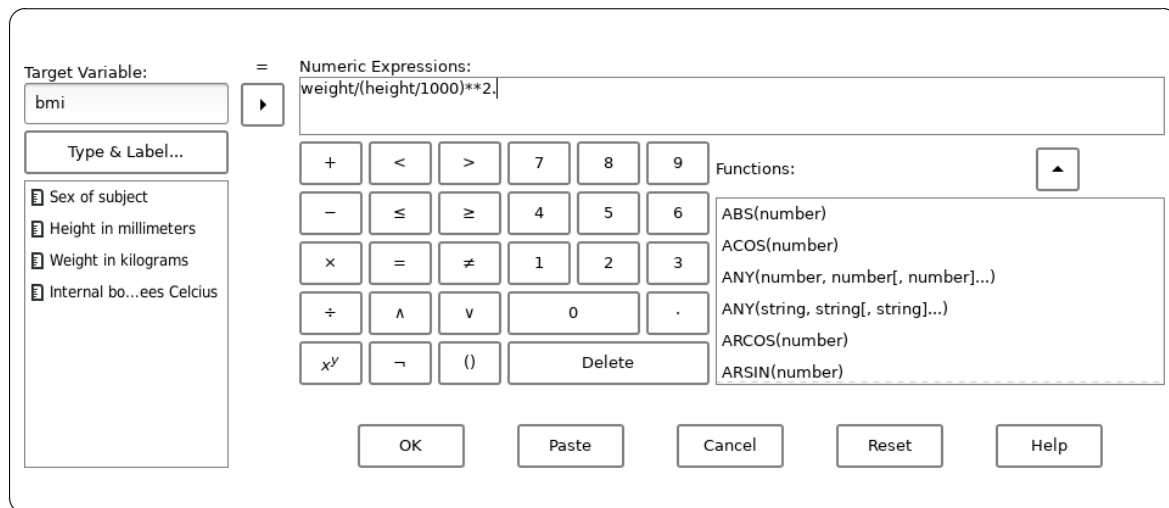 Target Variable:
=
Numeric Expressions:
bmi
weight/(height/1000)**2.
Type & Label...
Sex of subject
Height in millimeters
Weight in kilograms
Internal bo...ees Celcius
+ < > 7 8 9
− ≤ ≥ 4 5 6
× = ≠ 1 2 3
÷ ∧ ∨ 0 .
xʸ ¬ () Delete
Functions:
ABS(number)
ACOS(number)
ANY(number, number[, number]...)
ANY(string, string[, string]...)
ARCOS(number)
ARSIN(number)
OK Paste Cancel Reset Help